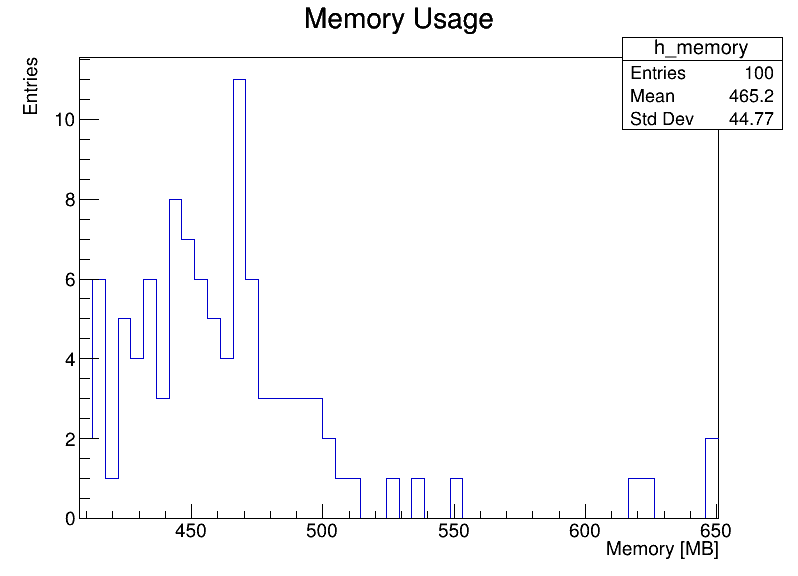 Memory Usage
h_memory
Entries 100
Mean 465.2
Std Dev 44.77
Entries
10
8
6
4
2
0
450 500 550 600 650
Memory [MB]